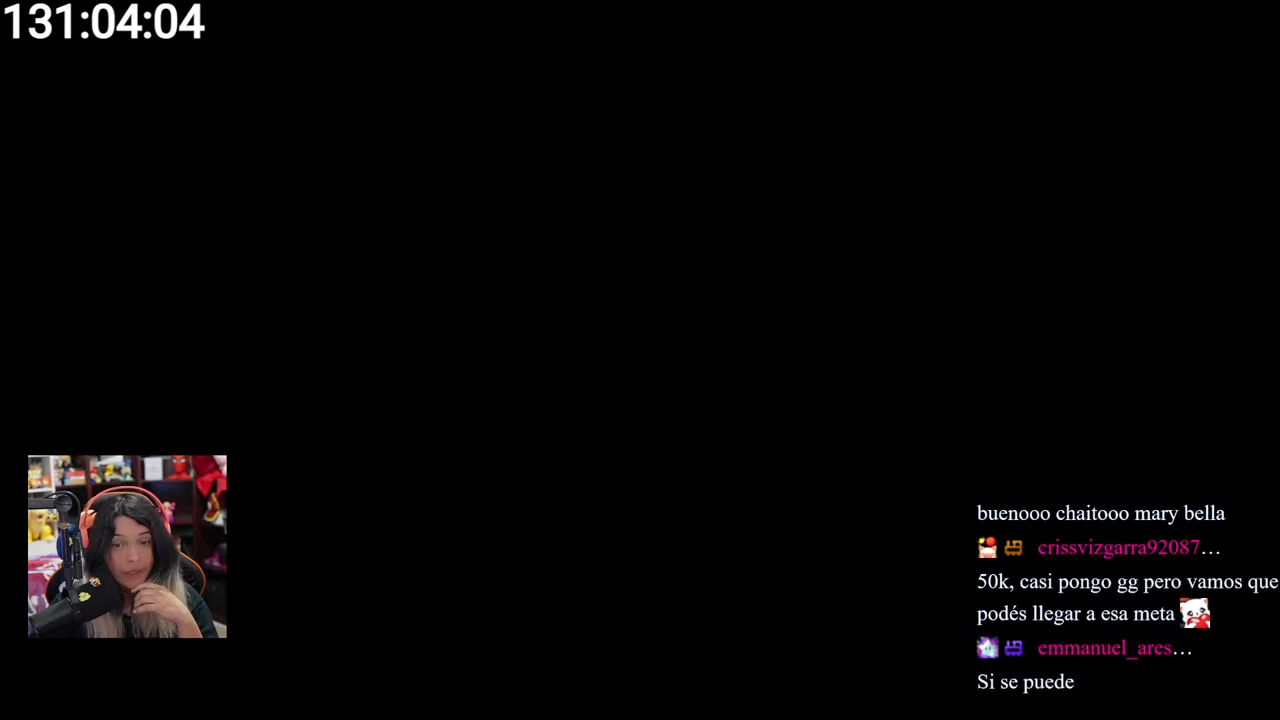 131:04:04
buenooo chaitooo mary bella
crissvizgarra92087…
50k, casi pongo gg pero vamos que
podés llegar a esa meta
emmanuel_ares…
Si se puede